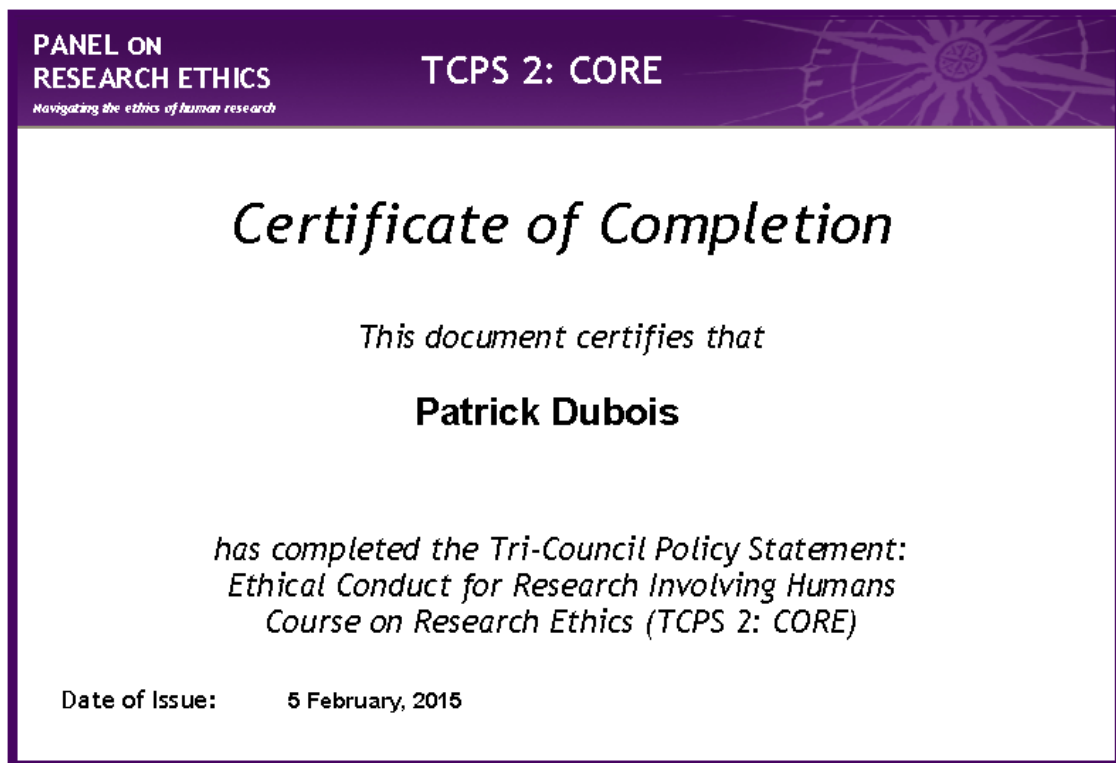 PANEL ON
RESEARCH ETHICS
Navigating the ethics of human research
TCPS 2: CORE
Certificate of Completion
This document certifies that
Patrick Dubois
has completed the Tri-Council Policy Statement:
Ethical Conduct for Research Involving Humans
Course on Research Ethics (TCPS 2: CORE)
Date of Issue: 5 February, 2015